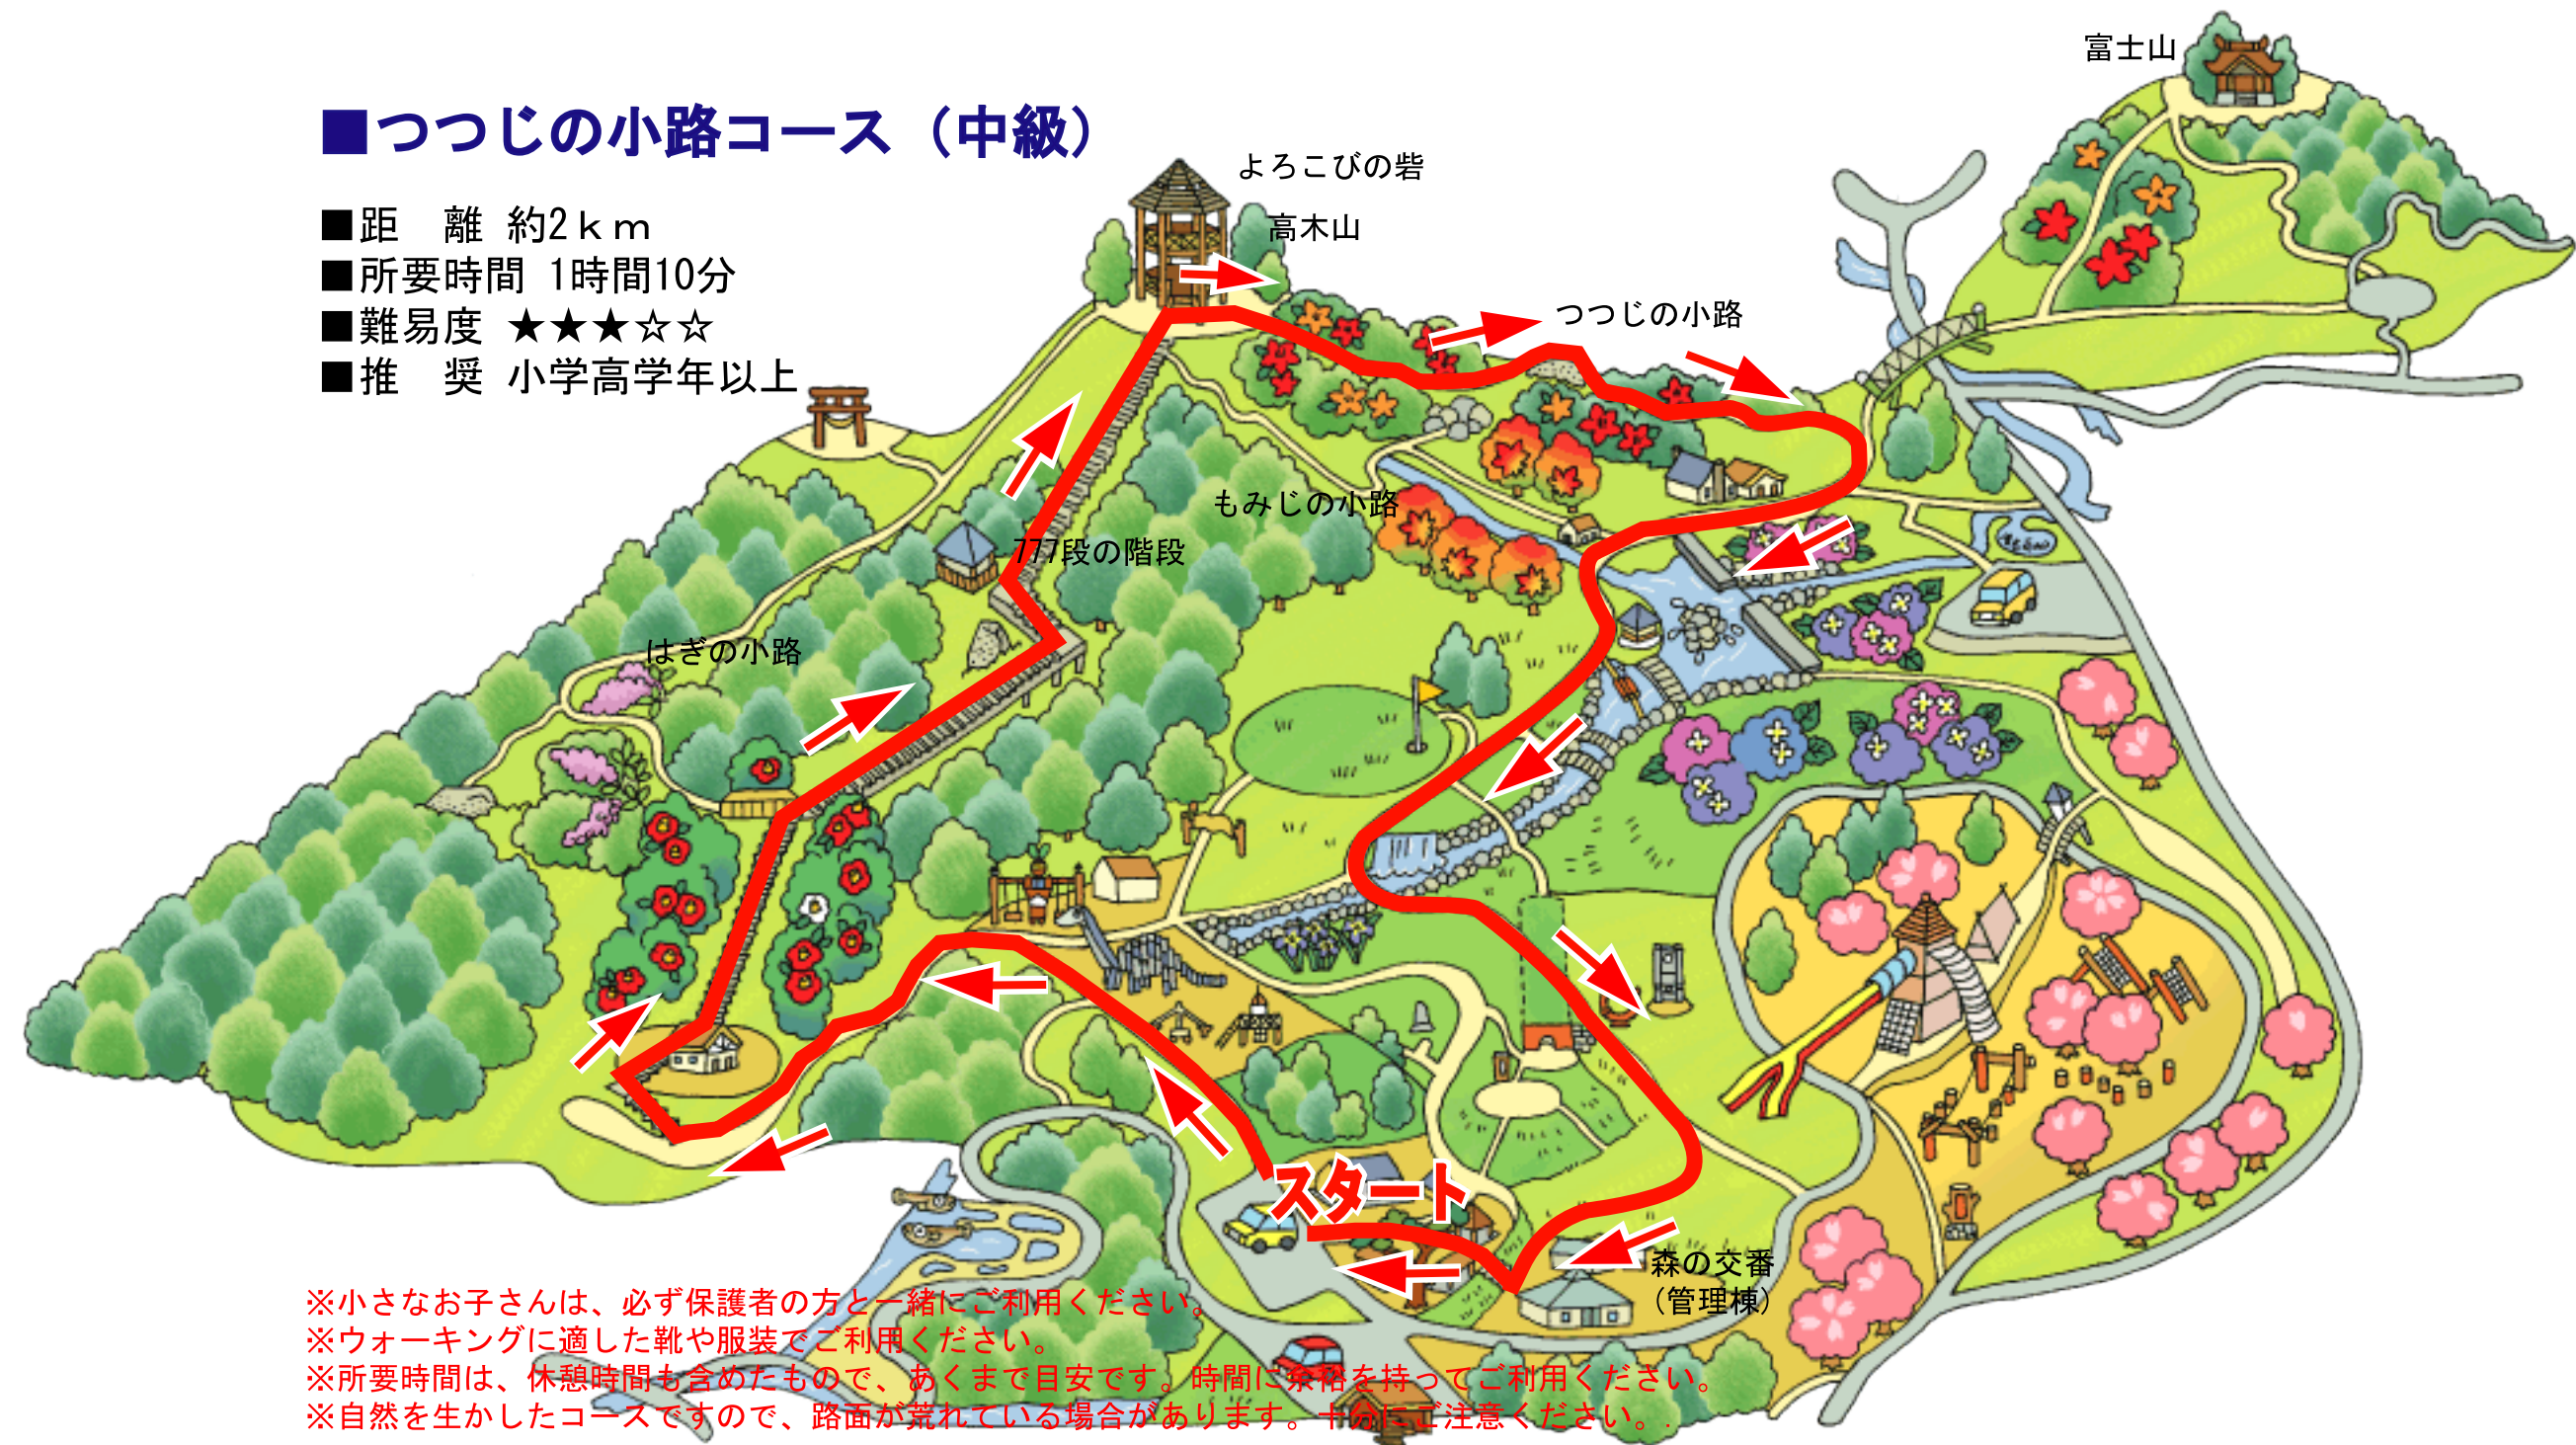 ■つつじの小路コース（中級）
■距　離 約2ｋｍ
■所要時間 1時間10分
■難易度 ★★★☆☆
■推　奨 小学高学年以上
富士山
よろこびの砦
高木山
つつじの小路
もみじの小路
777段の階段
はぎの小路
スタート
森の交番
（管理棟）
※小さなお子さんは、必ず保護者の方と一緒にご利用ください。
※ウォーキングに適した靴や服装でご利用ください。
※所要時間は、休憩時間も含めたもので、あくまで目安です。時間に余裕を持ってご利用ください。
※自然を生かしたコースですので、路面が荒れている場合があります。十分にご注意ください。.